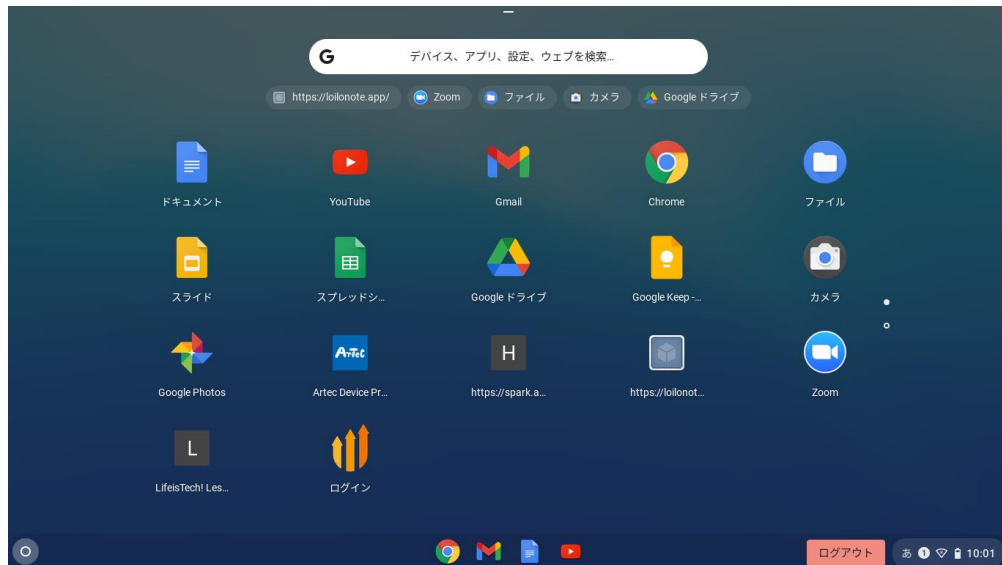 デバイス、アプリ、設定、ウェブを検索...
https://loilonote.app/ Zoom ファイル カメラ Google ドライブ
ドキュメント YouTube Gmail Chrome ファイル
スライド スプレッドシ... Google ドライブ Google Keep -... カメラ
ArTeC H
Google Photos Artec Device Pr... https://spark.a... https://loilonot... Zoom
L
LifeisTech! Les... ログイン
ログアウト あ 1 10:01